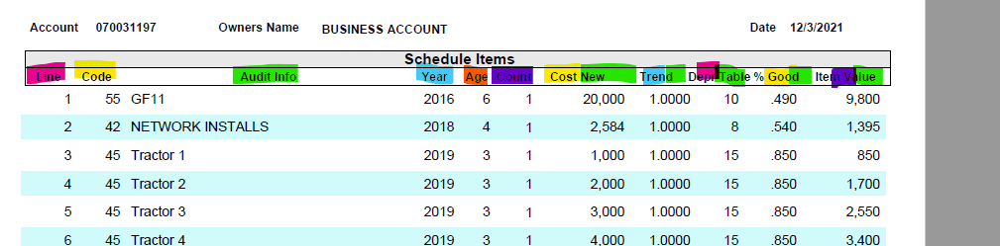 Account 070031197 Owners Name BUSINESS ACCOUNT Date 12/3/2021
Schedule Items
Line Code Audit Info Year Age Count Cost New Trend Depr Table % Good Item Value
1 55 GF11 2016 6 1 20,000 1.0000 10 .490 9,800
2 42 NETWORK INSTALLS 2018 4 1 2,584 1.0000 8 .540 1,395
3 45 Tractor 1 2019 3 1 1,000 1.0000 15 .850 850
4 45 Tractor 2 2019 3 1 2,000 1.0000 15 .850 1,700
5 45 Tractor 3 2019 3 1 3,000 1.0000 15 .850 2,550
6 45 Tractor 4 2019 3 1 4,000 1.0000 15 .850 3,400